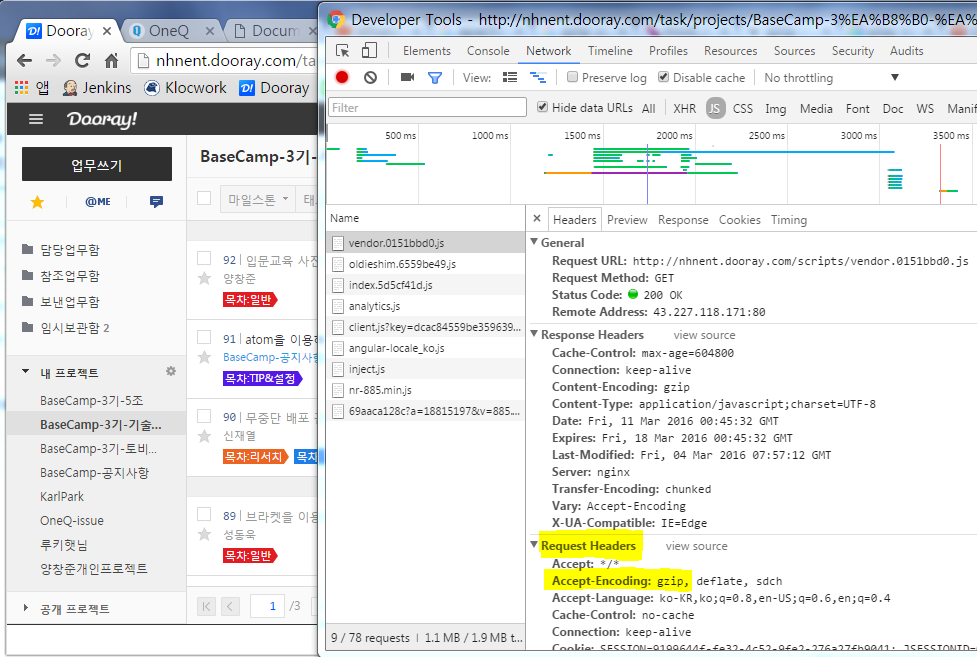 Dooray
OneQ
Docum
nhnent.dooray.com/ta
앱 Jenkins Klocwork Dooray
Dooray!
업무쓰기
@ME
담당업무함
참조업무함
보낸업무함
임시보관함 2
내 프로젝트
BaseCamp-3기-5조
BaseCamp-3기-기술...
BaseCamp-3기-토비...
BaseCamp-공지사항
KarlPark
OneQ-issue
루키햇님
양창준개인프로젝트
공개 프로젝트
BaseCamp-3기-
마일스톤 태
92 | 입문교육 사진
양창준
목차:일반
91 | atom을 이용하
BaseCamp-공지사항
목차:TIP&설정
90 | 무중단 배포
신재열
목차:리서치 목차
89 | 브라켓을 이용
성동욱
목차:일반
1 /3
Developer Tools - http://nhnent.dooray.com/task/projects/BaseCamp-3%EA%B8%B0-%EA%
Elements Console Network Timeline Profiles Resources Sources Security Audits
View: Preserve log Disable cache No throttling
Filter Hide data URLs All XHR JS CSS Img Media Font Doc WS Manif
500 ms 1000 ms 1500 ms 2000 ms 2500 ms 3000 ms 3500 ms
Name
vendor.0151bbd0.js
oldieshim.6559be49.js
index.5d5cf41d.js
analytics.js
client.js?key=dcac84559be359639...
angular-locale_ko.js
inject.js
nr-885.min.js
69aaca128c?a=18815197&v=885....
9 / 78 requests | 1.1 MB / 1.9 MB t...
× Headers Preview Response Cookies Timing
General
Request URL: http://nhnent.dooray.com/scripts/vendor.0151bbd0.js
Request Method: GET
Status Code: 200 OK
Remote Address: 43.227.118.171:80
Response Headers view source
Cache-Control: max-age=604800
Connection: keep-alive
Content-Encoding: gzip
Content-Type: application/javascript;charset=UTF-8
Date: Fri, 11 Mar 2016 00:45:32 GMT
Expires: Fri, 18 Mar 2016 00:45:32 GMT
Last-Modified: Fri, 04 Mar 2016 07:57:12 GMT
Server: nginx
Transfer-Encoding: chunked
Vary: Accept-Encoding
X-UA-Compatible: IE=Edge
Request Headers view source
Accept: */*
Accept-Encoding: gzip, deflate, sdch
Accept-Language: ko-KR,ko;q=0.8,en-US;q=0.6,en;q=0.4
Cache-Control: no-cache
Connection: keep-alive
Cookie: SESSION=9199644f-fe32-4c52-9fe2-276a27fb9041; JSESSIONID=